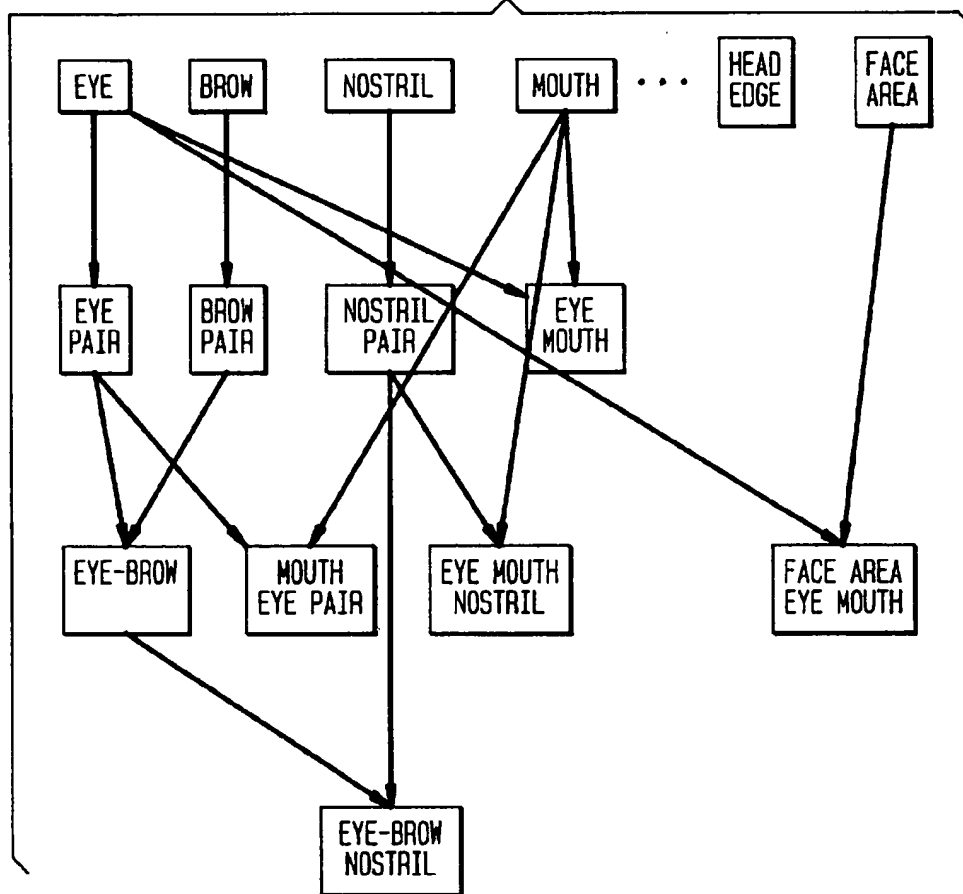 EYE
BROW
NOSTRIL
MOUTH
...
HEAD
EDGE
FACE
AREA
EYE
PAIR
BROW
PAIR
NOSTRIL
PAIR
EYE
MOUTH
EYE-BROW
MOUTH
EYE PAIR
EYE MOUTH
NOSTRIL
FACE AREA
EYE MOUTH
EYE-BROW
NOSTRIL